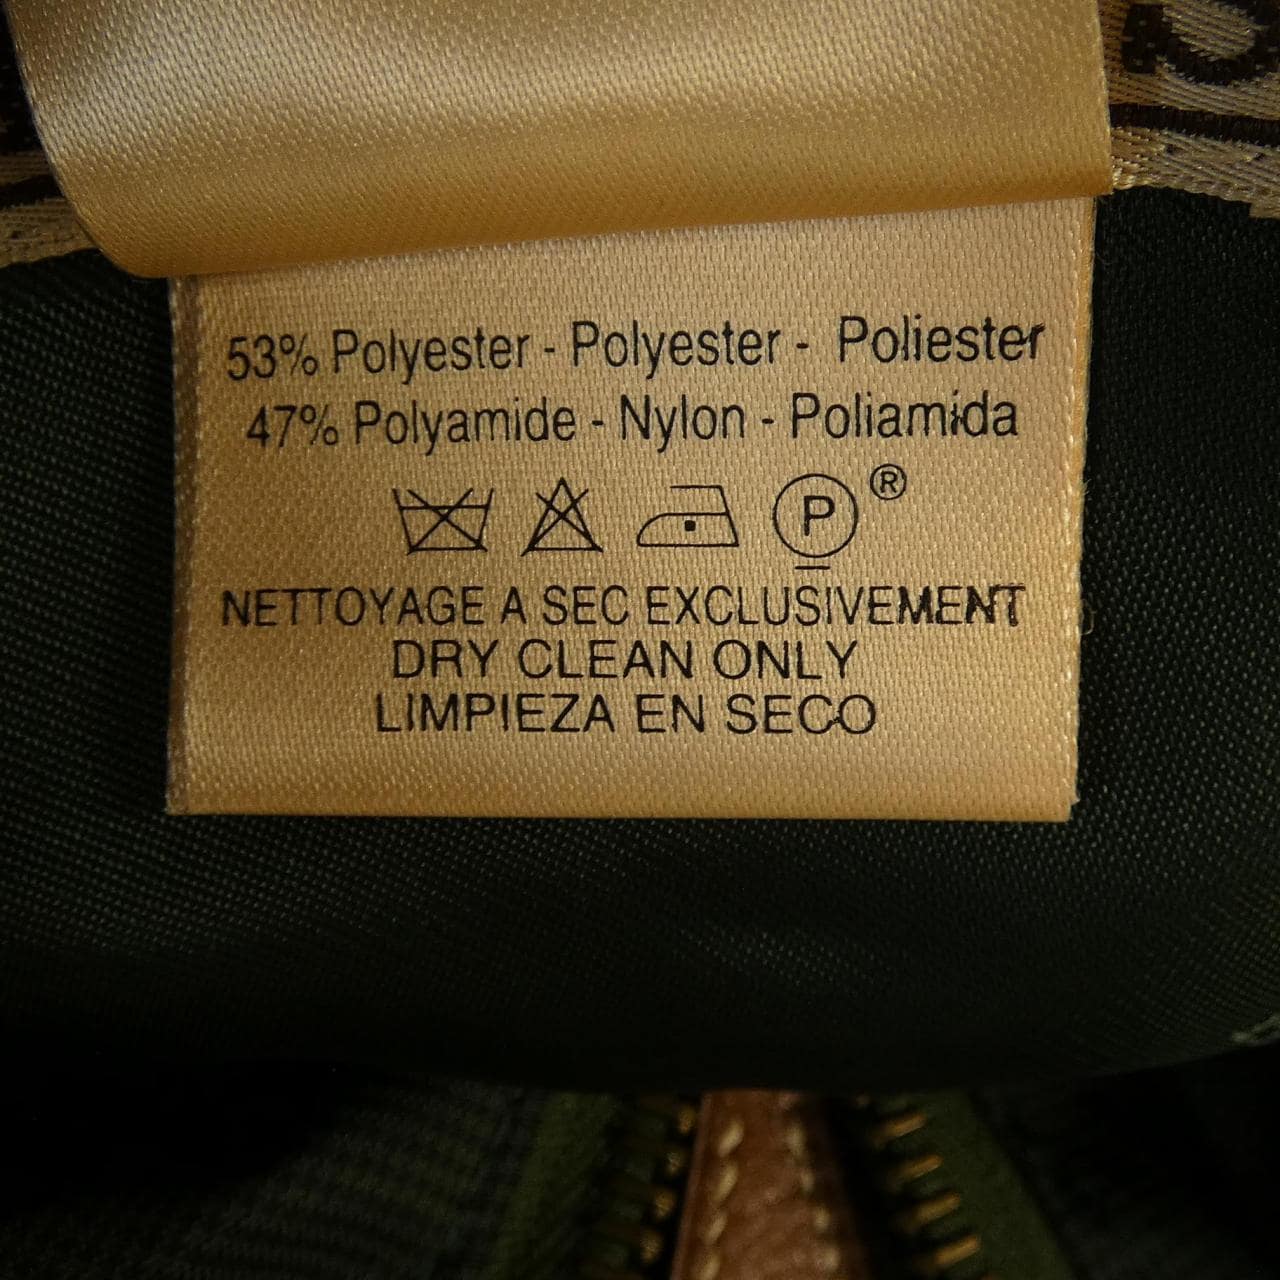 53% Polyester - Polyester - Poliester
47% Polyamide - Nylon - Poliamida
P ®
NETTOYAGE A SEC EXCLUSIVEMENT
DRY CLEAN ONLY
LIMPIEZA EN SECO